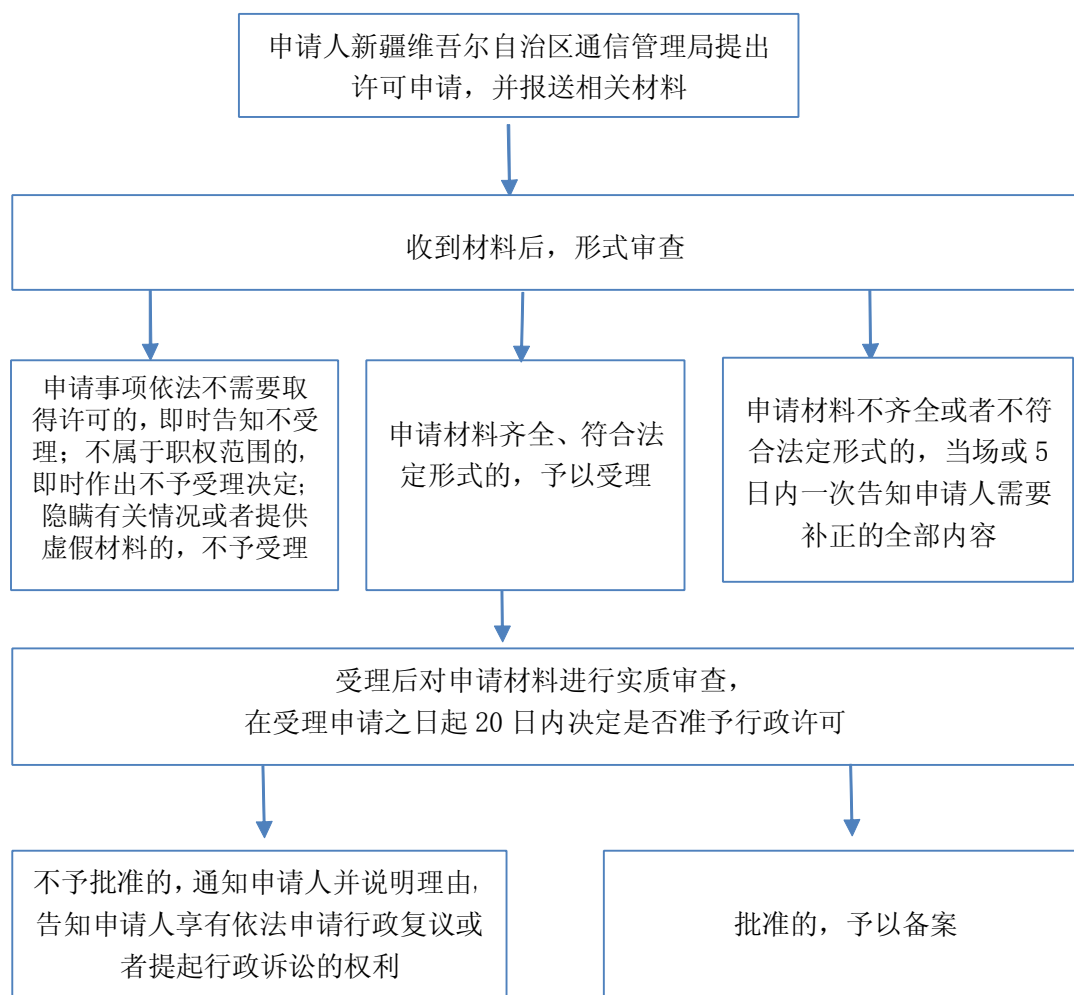 申请人新疆维吾尔自治区通信管理局提出
许可申请，并报送相关材料
收到材料后，形式审查
申请事项依法不需要取
得许可的，即时告知不受
理；不属于职权范围的，
即时作出不予受理决定；
隐瞒有关情况或者提供
虚假材料的，不予受理
申请材料齐全、符合法
定形式的，予以受理
申请材料不齐全或者不符
合法定形式的，当场或 5
日内一次告知申请人需要
补正的全部内容
受理后对申请材料进行实质审查，
在受理申请之日起 20 日内决定是否准予行政许可
不予批准的，通知申请人并说明理由，
告知申请人享有依法申请行政复议或
者提起行政诉讼的权利
批准的，予以备案